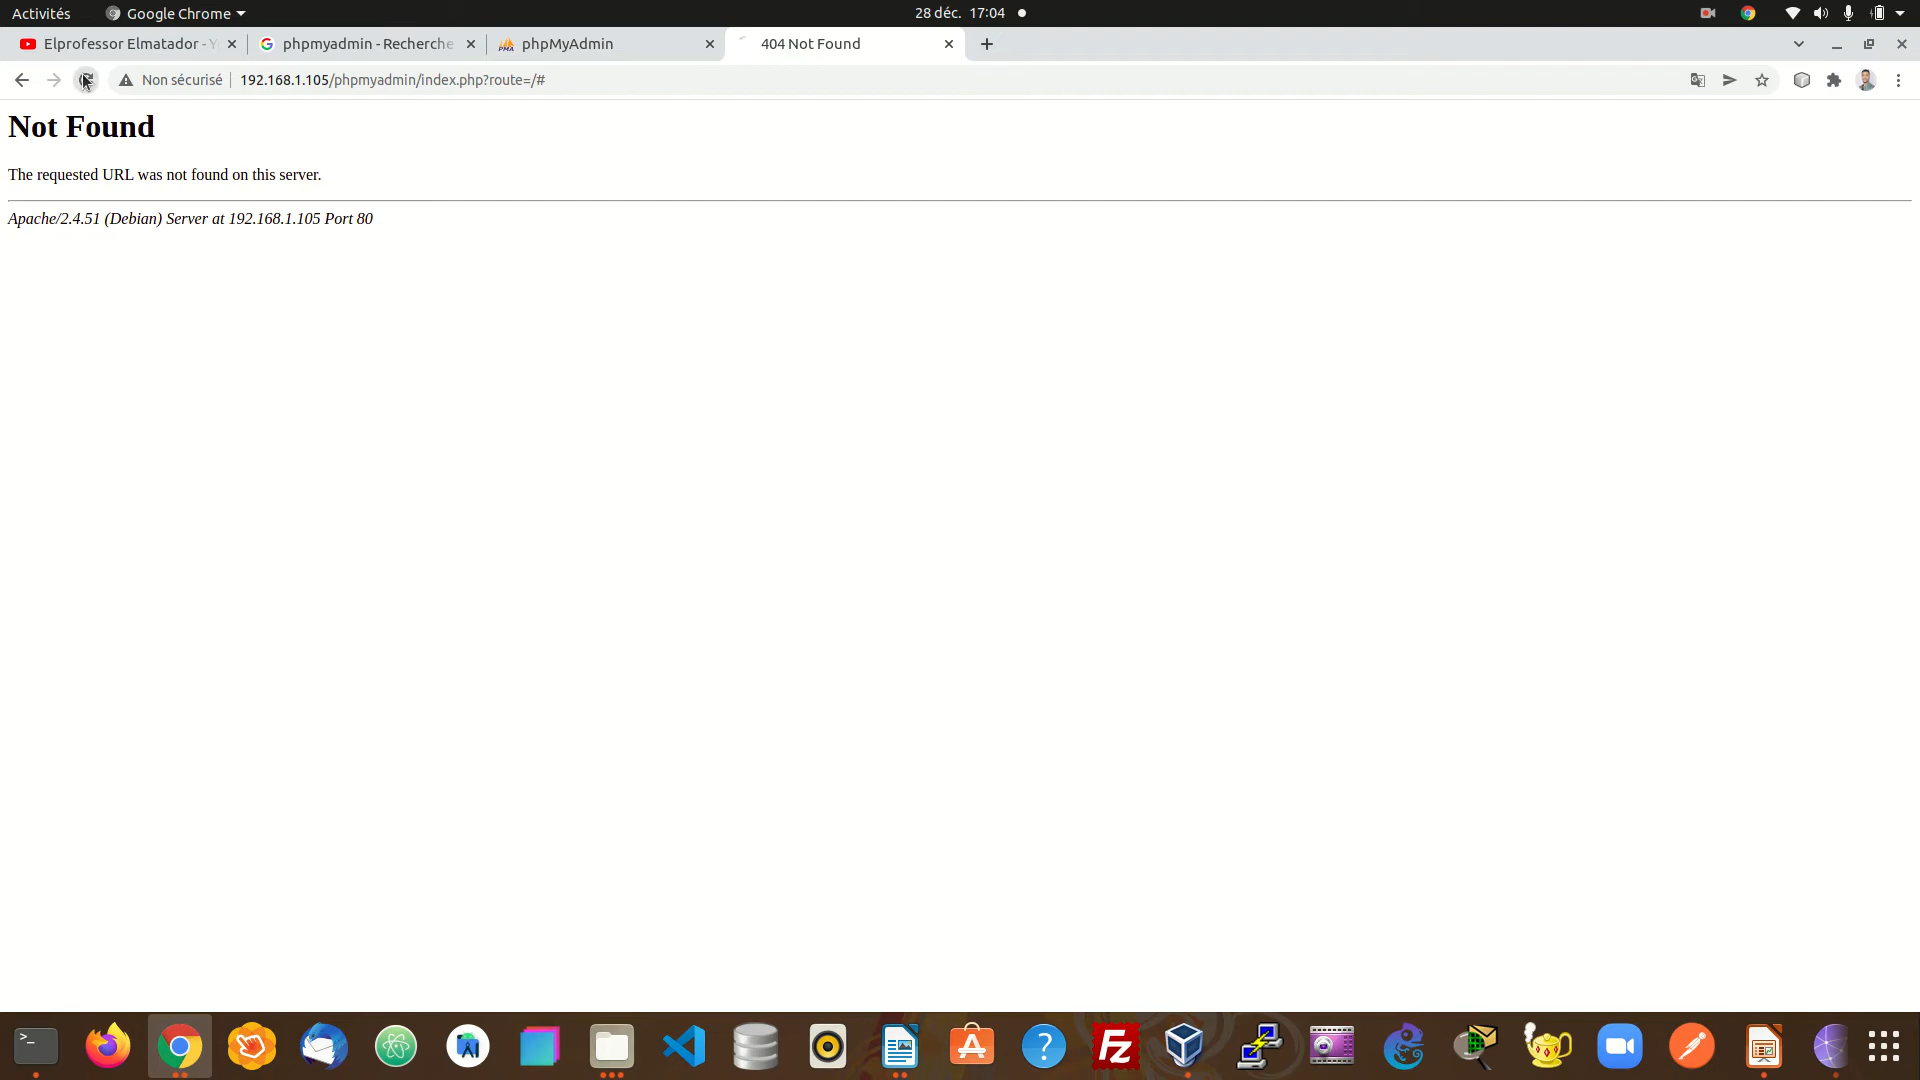 Activités Google Chrome 28 déc. 17:04
Elprofessor Elmatador - Y phpmyadmin - Recherche phpMyAdmin 404 Not Found
Non sécurisé 192.168.1.105/phpmyadmin/index.php?route=/#
Not Found
The requested URL was not found on this server.
Apache/2.4.51 (Debian) Server at 192.168.1.105 Port 80